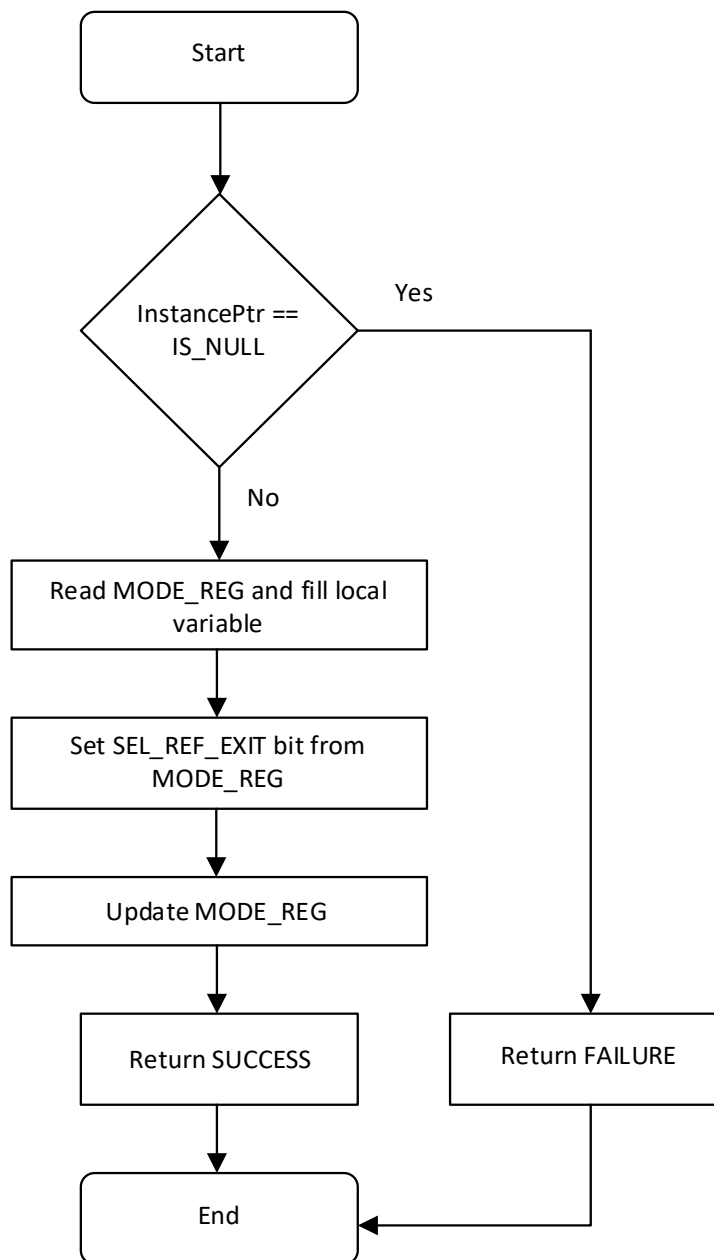 Start
InstancePtr ==
IS_NULL
Yes
No
Read MODE_REG and fill local
variable
Set SEL_REF_EXIT bit from
MODE_REG
Update MODE_REG
Return SUCCESS
Return FAILURE
End